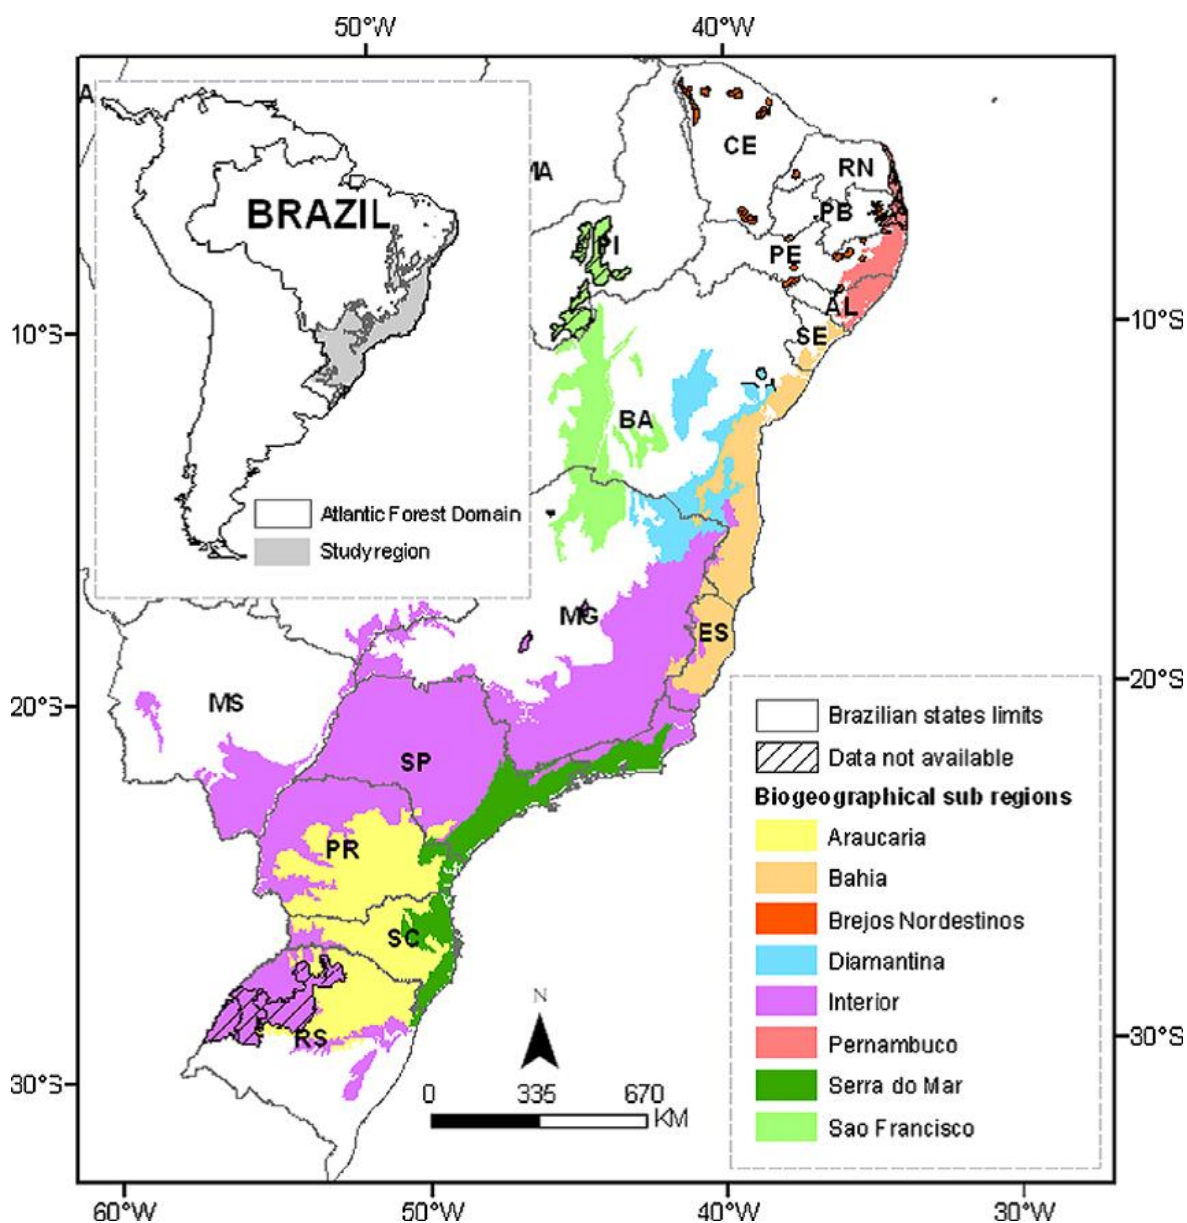 50°W 40°W
A
BRAZIL
Atlantic Forest Domain
Study region
MA
CE
RN
PB
PI
PE
AL
SE
BA
MG
ES
MS
SP
PR
SC
RS
10°S
10°S
20°S
20°S
30°S
30°S
N
0 335 670
KM
Brazilian states limits
Data not available
Biogeographical sub regions
Araucaria
Bahia
Brejos Nordestinos
Diamantina
Interior
Pernambuco
Serra do Mar
Sao Francisco
60°W 50°W 40°W 30°W